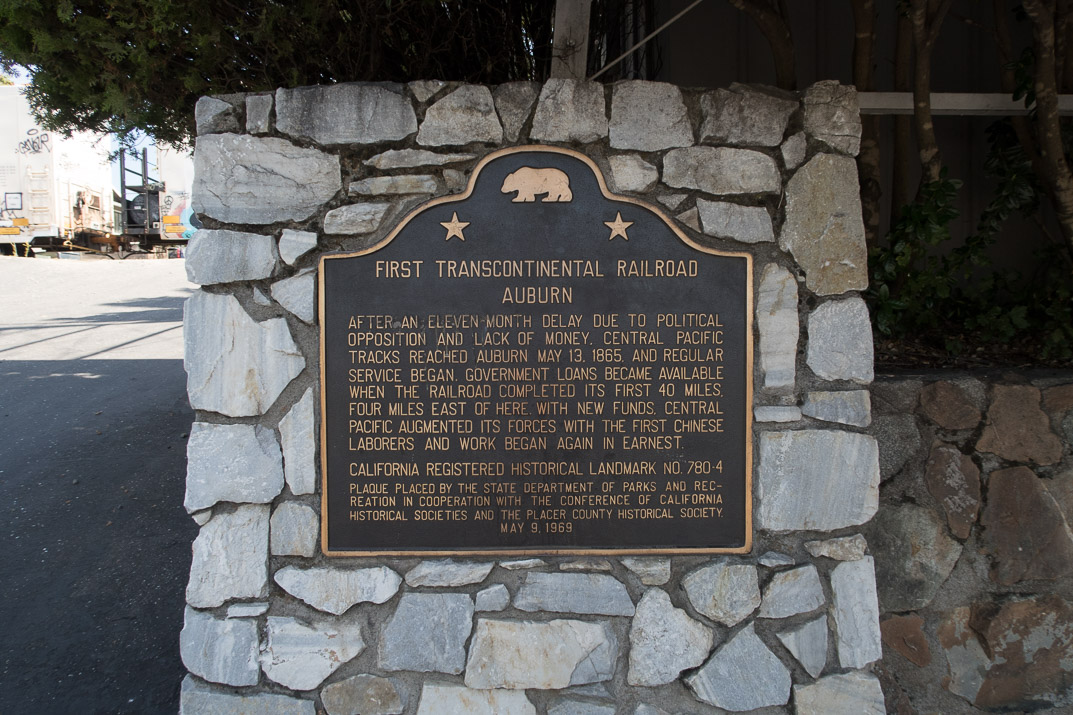 FIRST TRANSCONTINENTAL RAILROAD
AUBURN
AFTER AN ELEVEN-MONTH DELAY DUE TO POLITICAL
OPPOSITION AND LACK OF MONEY, CENTRAL PACIFIC
TRACKS REACHED AUBURN MAY 13, 1865, AND REGULAR
SERVICE BEGAN. GOVERNMENT LOANS BECAME AVAILABLE
WHEN THE RAILROAD COMPLETED ITS FIRST 40 MILES,
FOUR MILES EAST OF HERE. WITH NEW FUNDS, CENTRAL
PACIFIC AUGMENTED ITS FORCES WITH THE FIRST CHINESE
LABORERS AND WORK BEGAN AGAIN IN EARNEST.
CALIFORNIA REGISTERED HISTORICAL LANDMARK NO. 780-4
PLAQUE PLACED BY THE STATE DEPARTMENT OF PARKS AND REC-
REATION IN COOPERATION WITH THE CONFERENCE OF CALIFORNIA
HISTORICAL SOCIETIES AND THE PLACER COUNTY HISTORICAL SOCIETY.
MAY 9, 1969